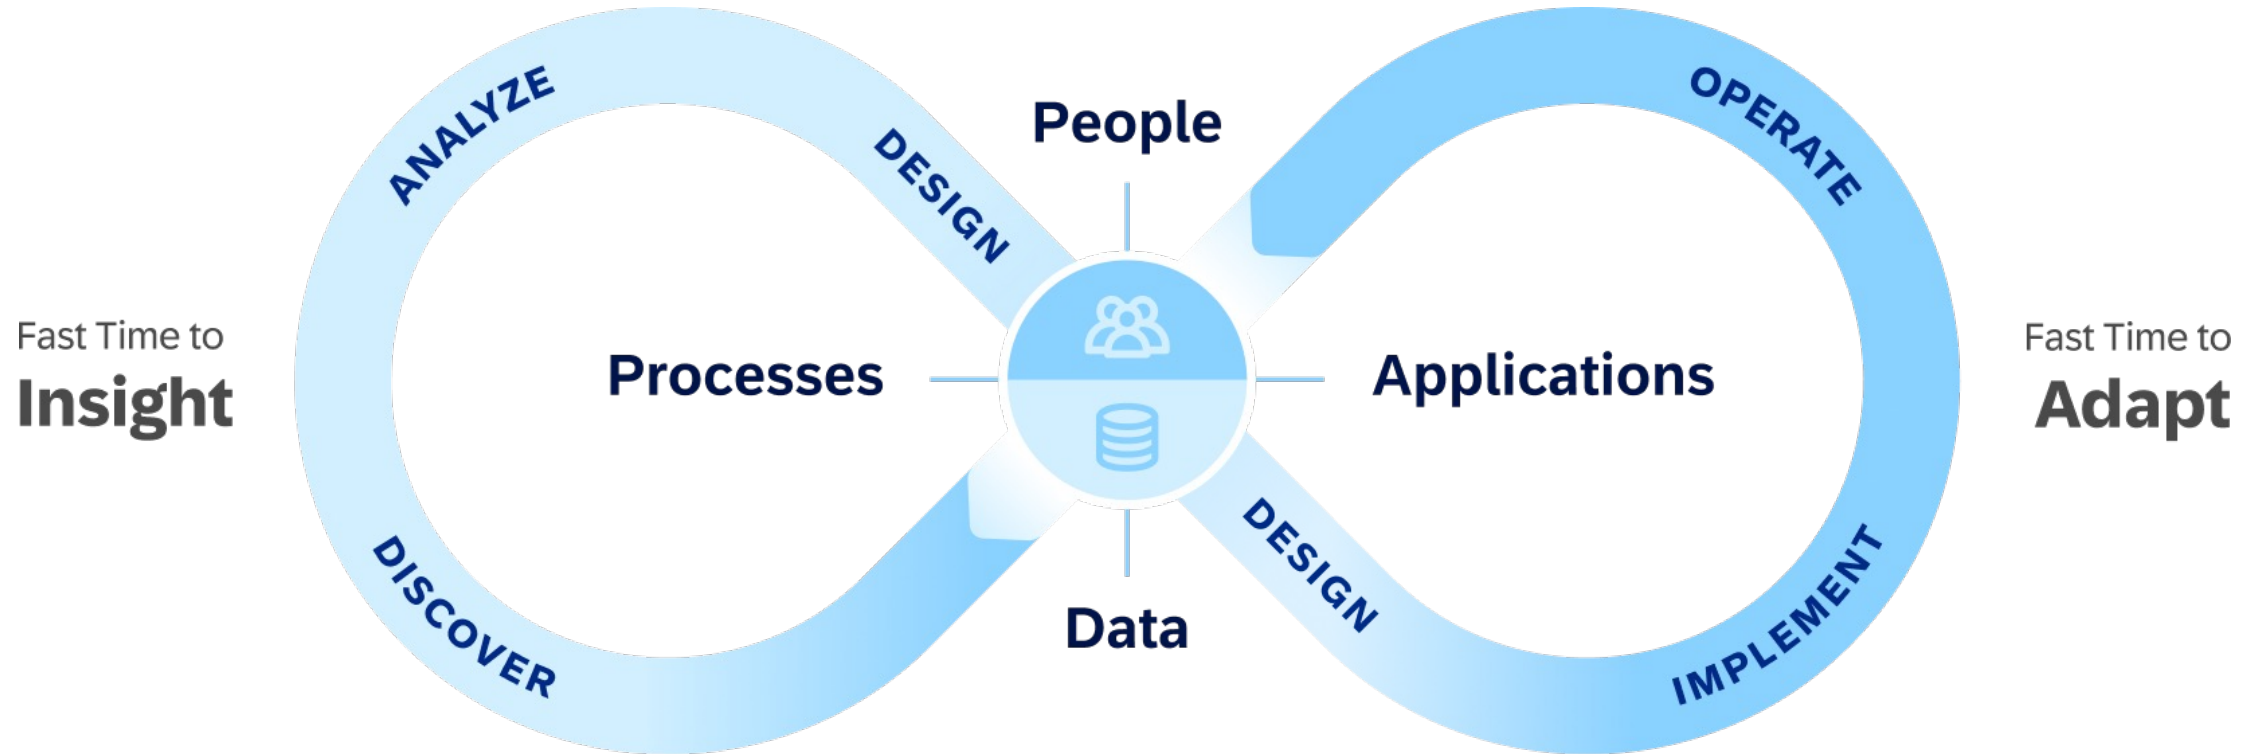 Fast Time to
Insight
ANALYZE
DESIGN
DISCOVER
Processes
People
Data
Applications
OPERATE
DESIGN
IMPLEMENT
Fast Time to
Adapt